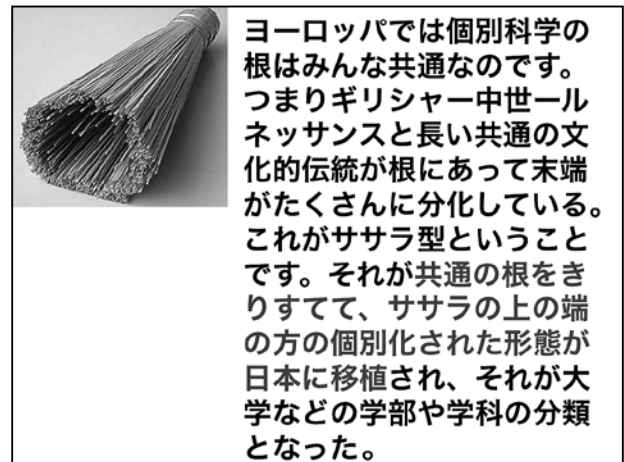 ヨーロッパでは個別科学の
根はみんな共通なのです。
つまりギリシャー中世ール
ネッサンスと長い共通の文
化的伝統が根にあって末端
がたくさんに分化している。
これがササラ型ということ
です。それが共通の根をき
りすてて、ササラの上の端
の方の個別化された形態が
日本に移植され、それが大
学などの学部や学科の分類
となった。